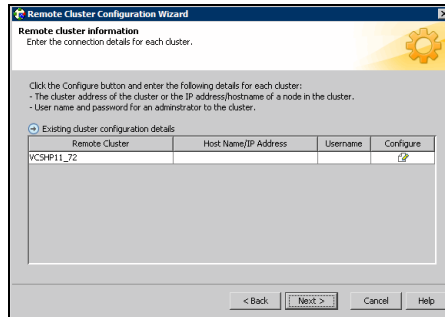 Remote Cluster Configuration Wizard
Remote cluster information
Enter the connection details for each cluster.
Click the Configure button and enter the following details for each cluster:
- The cluster address of the cluster or the IP address/hostname of a node in the cluster.
- User name and password for an adminstrator to the cluster.
Existing cluster configuration details
Remote Cluster Host Name/IP Address Username Configure
VCSHP11_72
< Back Next > Cancel Help